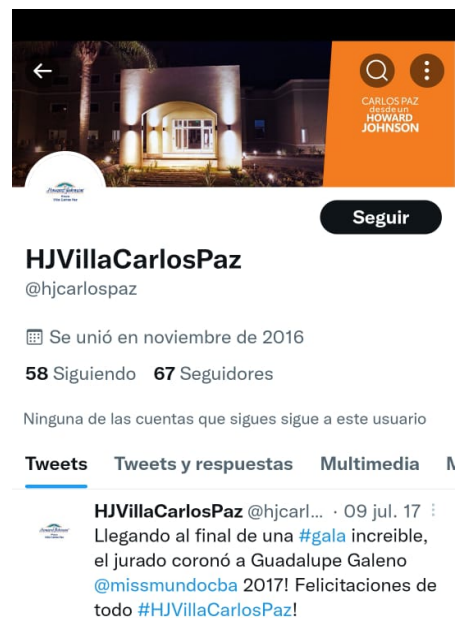 CARLOS PAZ
desde un
HOWARD
JOHNSON
Seguir
HJVillaCarlosPaz
@hjcarlospaz
Se unió en noviembre de 2016
58 Siguiendo 67 Seguidores
Ninguna de las cuentas que sigues sigue a este usuario
Tweets Tweets y respuestas Multimedia M
HJVillaCarlosPaz @hjcarl... · 09 jul. 17
Llegando al final de una #gala increible,
el jurado coronó a Guadalupe Galeno
@missmundocba 2017! Felicitaciones de
todo #HJVillaCarlosPaz!